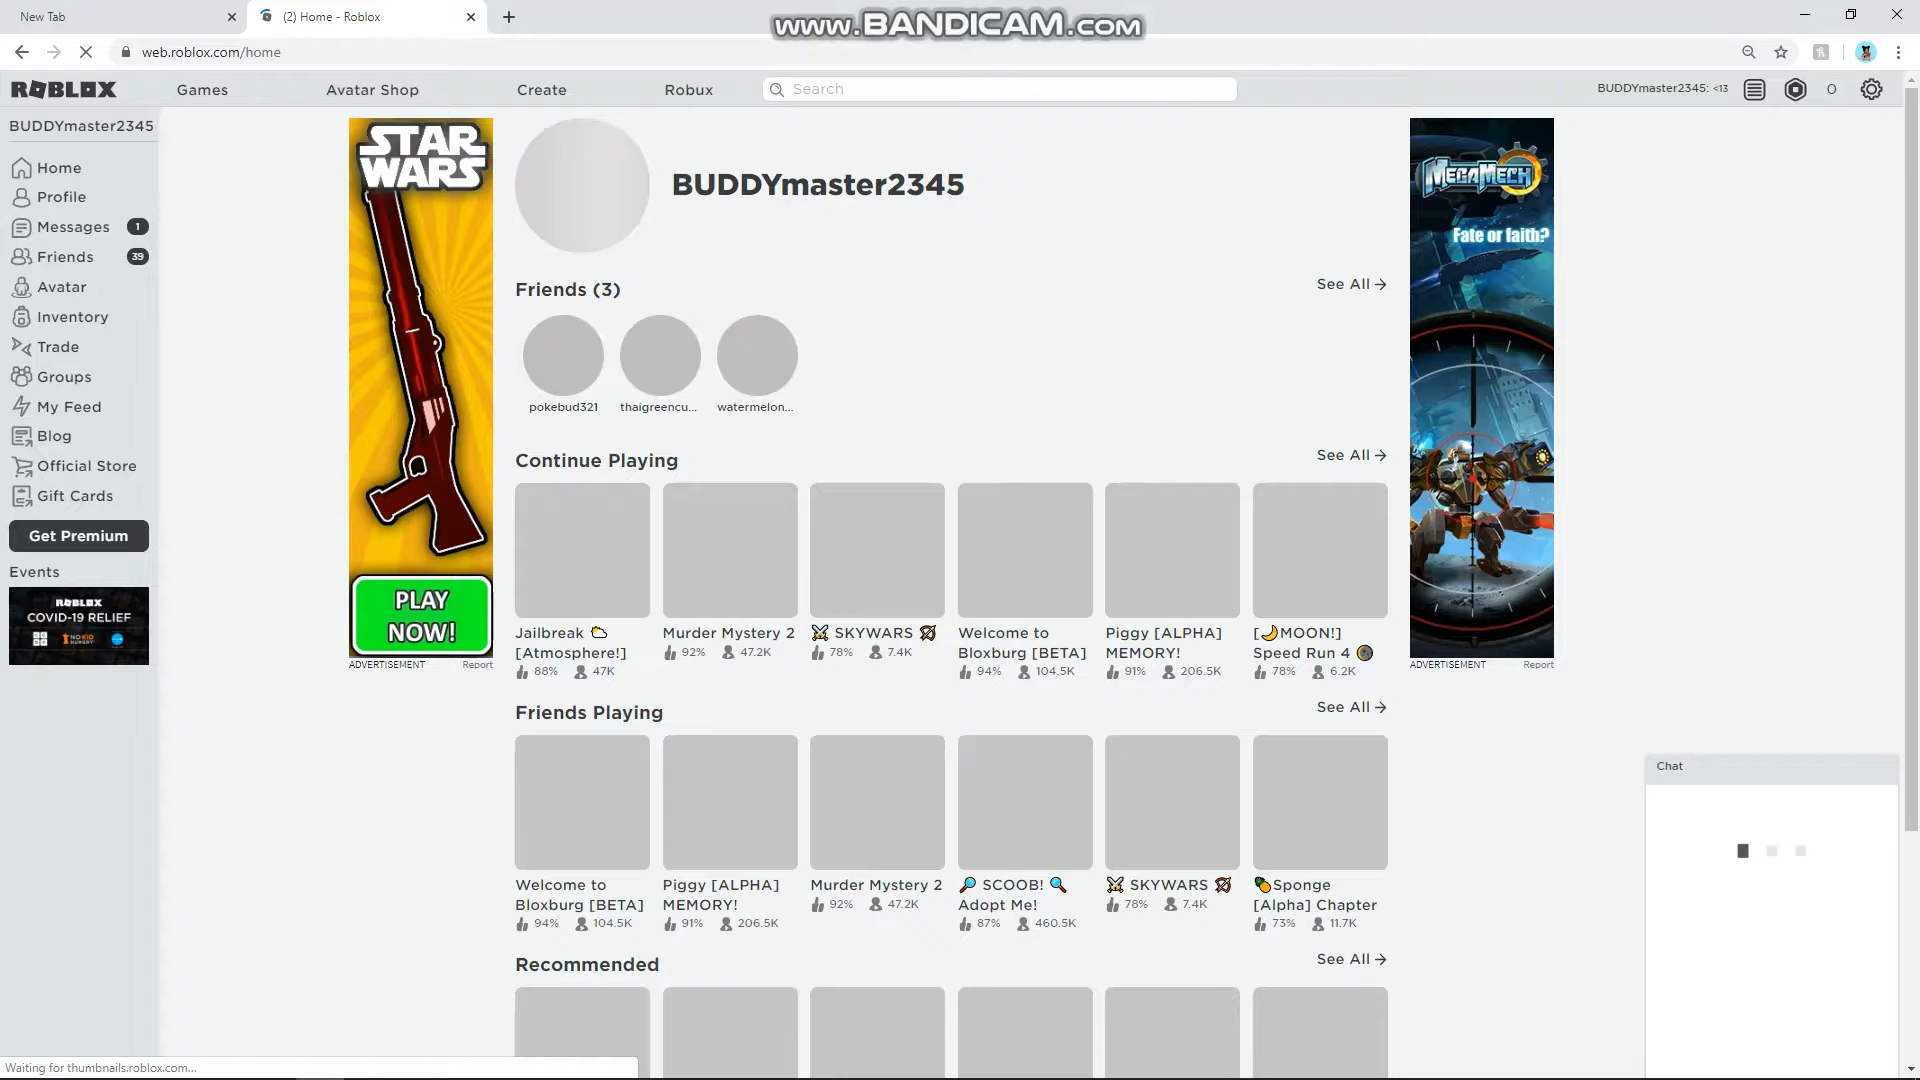 New Tab
(2) Home - Roblox
www.BANDICAM.com
web.roblox.com/home
ROBLOX
Games
Avatar Shop
Create
Robux
Search
BUDDYmaster2345: <13
0
BUDDYmaster2345
Home
Profile
Messages 1
Friends 39
Avatar
Inventory
Trade
Groups
My Feed
Blog
Official Store
Gift Cards
Get Premium
Events
ROBLOX
COVID-19 RELIEF
NO KID
HUNGRY
STAR
WARS
PLAY
NOW!
ADVERTISEMENT Report
BUDDYmaster2345
Friends (3)
See All →
pokebud321
thaigreencu...
watermelon...
Continue Playing
See All →
Jailbreak 🌤
[Atmosphere!]
88% 47K
Murder Mystery 2
92% 47.2K
⚔ SKYWARS 🏹
78% 7.4K
Welcome to
Bloxburg [BETA]
94% 104.5K
Piggy [ALPHA]
MEMORY!
91% 206.5K
[🌙MOON!]
Speed Run 4 🌘
78% 6.2K
Friends Playing
See All →
Welcome to
Bloxburg [BETA]
94% 104.5K
Piggy [ALPHA]
MEMORY!
91% 206.5K
Murder Mystery 2
92% 47.2K
🔎 SCOOB! 🔍
Adopt Me!
87% 460.5K
⚔ SKYWARS 🏹
78% 7.4K
🍍Sponge
[Alpha] Chapter
73% 11.7K
Recommended
See All →
MEGAMECH
Fate or faith?
ADVERTISEMENT Report
Chat
Waiting for thumbnails.roblox.com...